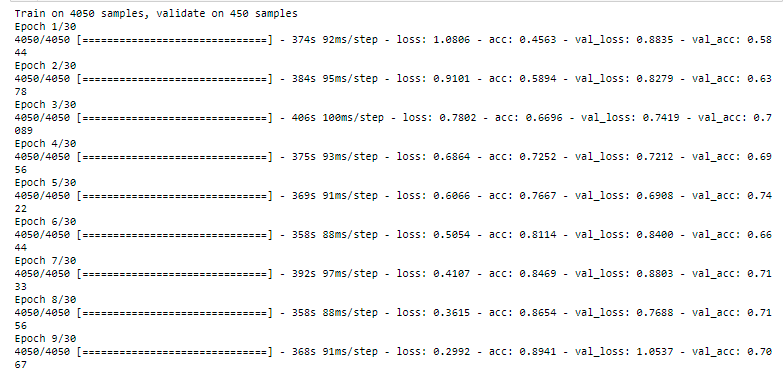 Train on 4050 samples, validate on 450 samples
Epoch 1/30
4050/4050 [==============================] - 374s 92ms/step - loss: 1.0806 - acc: 0.4563 - val_loss: 0.8835 - val_acc: 0.58
44
Epoch 2/30
4050/4050 [==============================] - 384s 95ms/step - loss: 0.9101 - acc: 0.5894 - val_loss: 0.8279 - val_acc: 0.63
78
Epoch 3/30
4050/4050 [==============================] - 406s 100ms/step - loss: 0.7802 - acc: 0.6696 - val_loss: 0.7419 - val_acc: 0.7
089
Epoch 4/30
4050/4050 [==============================] - 375s 93ms/step - loss: 0.6864 - acc: 0.7252 - val_loss: 0.7212 - val_acc: 0.69
56
Epoch 5/30
4050/4050 [==============================] - 369s 91ms/step - loss: 0.6066 - acc: 0.7667 - val_loss: 0.6908 - val_acc: 0.74
22
Epoch 6/30
4050/4050 [==============================] - 358s 88ms/step - loss: 0.5054 - acc: 0.8114 - val_loss: 0.8400 - val_acc: 0.66
44
Epoch 7/30
4050/4050 [==============================] - 392s 97ms/step - loss: 0.4107 - acc: 0.8469 - val_loss: 0.8803 - val_acc: 0.71
33
Epoch 8/30
4050/4050 [==============================] - 358s 88ms/step - loss: 0.3615 - acc: 0.8654 - val_loss: 0.7688 - val_acc: 0.71
56
Epoch 9/30
4050/4050 [==============================] - 368s 91ms/step - loss: 0.2992 - acc: 0.8941 - val_loss: 1.0537 - val_acc: 0.70
67